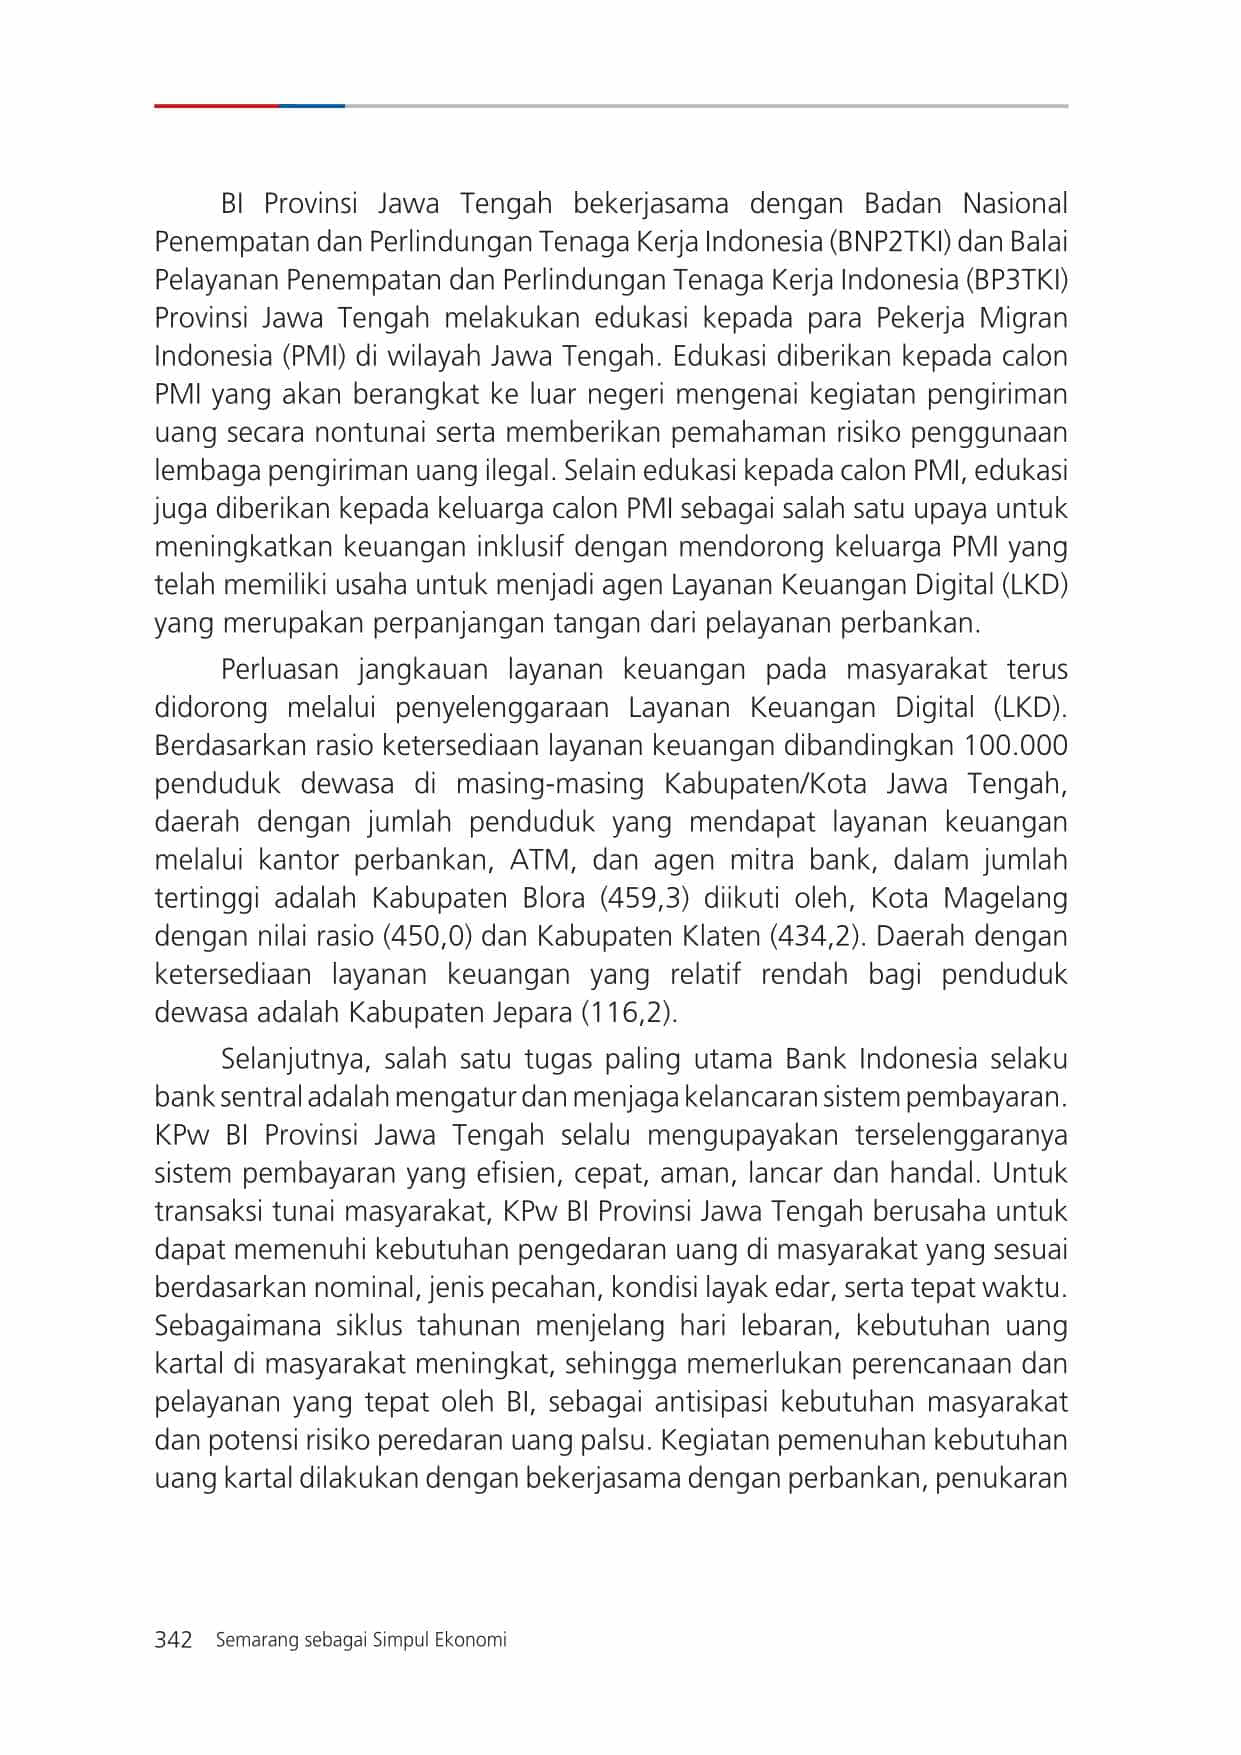 BI Provinsi Jawa Tengah bekerjasama dengan Badan Nasional
Penempatan dan Perlindungan Tenaga Kerja Indonesia (BNP2TKI) dan Balai
Pelayanan Penempatan dan Perlindungan Tenaga Kerja Indonesia (BP3TKI)
Provinsi Jawa Tengah melakukan edukasi kepada para Pekerja Migran
Indonesia (PMI) di wilayah Jawa Tengah. Edukasi diberikan kepada calon
PMI yang akan berangkat ke luar negeri mengenai kegiatan pengiriman
uang secara nontunai serta memberikan pemahaman risiko penggunaan
lembaga pengiriman uang ilegal. Selain edukasi kepada calon PMI, edukasi
juga diberikan kepada keluarga calon PMI sebagai salah satu upaya untuk
meningkatkan keuangan inklusif dengan mendorong keluarga PMI yang
telah memiliki usaha untuk menjadi agen Layanan Keuangan Digital (LKD)
yang merupakan perpanjangan tangan dari pelayanan perbankan.
Perluasan jangkauan layanan keuangan pada masyarakat terus
didorong melalui penyelenggaraan Layanan Keuangan Digital (LKD).
Berdasarkan rasio ketersediaan layanan keuangan dibandingkan 100.000
penduduk dewasa di masing-masing Kabupaten/Kota Jawa Tengah,
daerah dengan jumlah penduduk yang mendapat layanan keuangan
melalui kantor perbankan, ATM, dan agen mitra bank, dalam jumlah
tertinggi adalah Kabupaten Blora (459,3) diikuti oleh, Kota Magelang
dengan nilai rasio (450,0) dan Kabupaten Klaten (434,2). Daerah dengan
ketersediaan layanan keuangan yang relatif rendah bagi penduduk
dewasa adalah Kabupaten Jepara (116,2).
Selanjutnya, salah satu tugas paling utama Bank Indonesia selaku
bank sentral adalah mengatur dan menjaga kelancaran sistem pembayaran.
KPw BI Provinsi Jawa Tengah selalu mengupayakan terselenggaranya
sistem pembayaran yang efisien, cepat, aman, lancar dan handal. Untuk
transaksi tunai masyarakat, KPw BI Provinsi Jawa Tengah berusaha untuk
dapat memenuhi kebutuhan pengedaran uang di masyarakat yang sesuai
berdasarkan nominal, jenis pecahan, kondisi layak edar, serta tepat waktu.
Sebagaimana siklus tahunan menjelang hari lebaran, kebutuhan uang
kartal di masyarakat meningkat, sehingga memerlukan perencanaan dan
pelayanan yang tepat oleh BI, sebagai antisipasi kebutuhan masyarakat
dan potensi risiko peredaran uang palsu. Kegiatan pemenuhan kebutuhan
uang kartal dilakukan dengan bekerjasama dengan perbankan, penukaran
342 Semarang sebagai Simpul Ekonomi